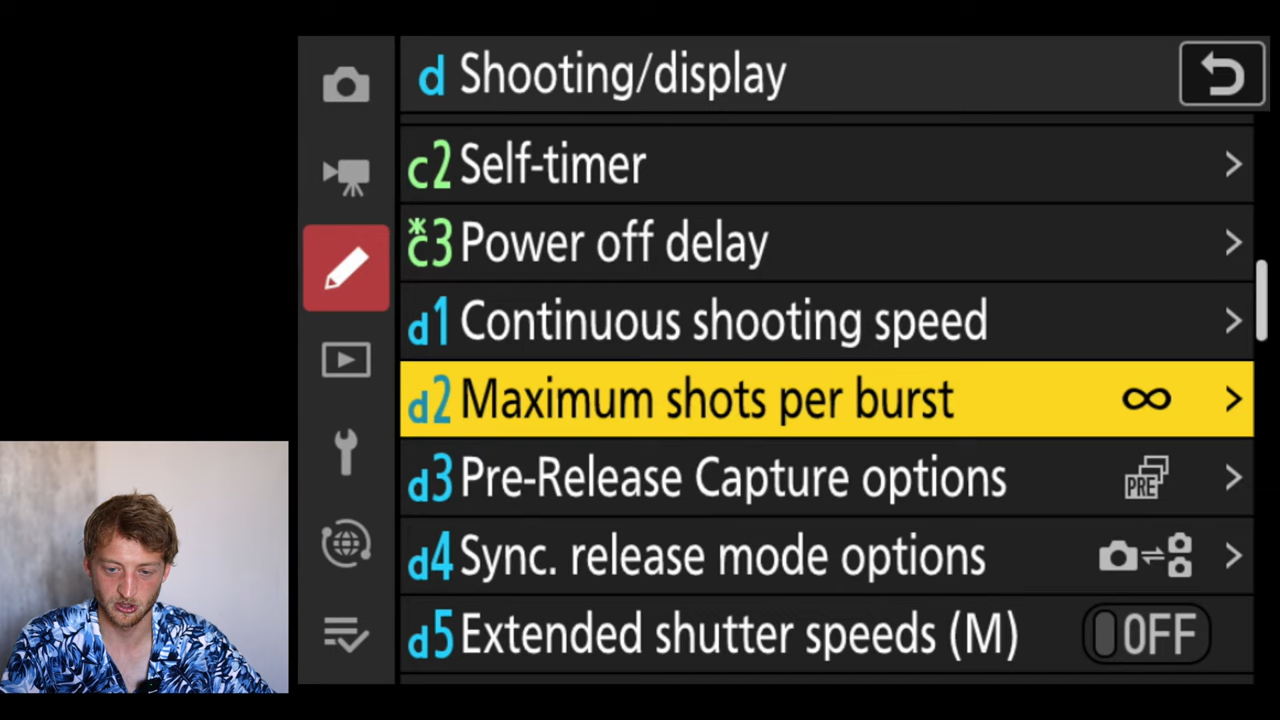 d Shooting/display
c2 Self-timer
*c3 Power off delay
d1 Continuous shooting speed
d2 Maximum shots per burst ∞
d3 Pre-Release Capture options PRE
d4 Sync. release mode options
d5 Extended shutter speeds (M) OFF